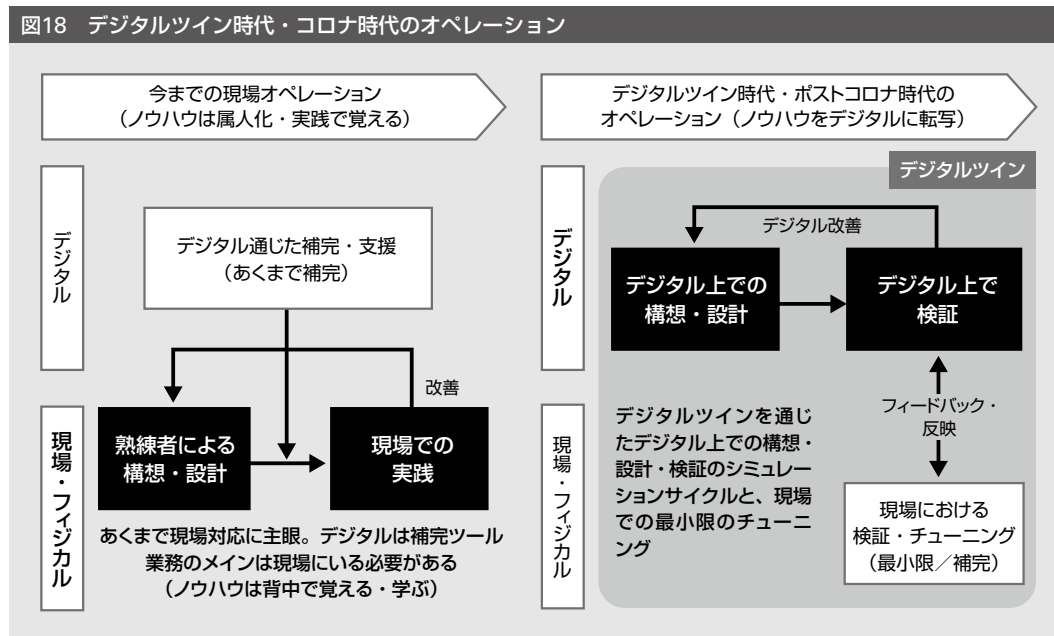 図18 デジタルツイン時代・コロナ時代のオペレーション
今までの現場オペレーション
（ノウハウは属人化・実践で覚える）
デジタル
デジタル通じた補完・支援
（あくまで補完）
改善
現場・フィジカル
熟練者による
構想・設計
現場での
実践
あくまで現場対応に主眼。デジタルは補完ツール
業務のメインは現場にいる必要がある
（ノウハウは背中で覚える・学ぶ）
デジタルツイン時代・ポストコロナ時代の
オペレーション（ノウハウをデジタルに転写）
デジタルツイン
デジタル
デジタル改善
デジタル上での
構想・設計
デジタル上で
検証
現場・フィジカル
デジタルツインを通じ
たデジタル上での構想・
設計・検証のシミュレー
ションサイクルと、現場
での最小限のチューニ
ング
フィードバック・
反映
現場における
検証・チューニング
（最小限／補完）